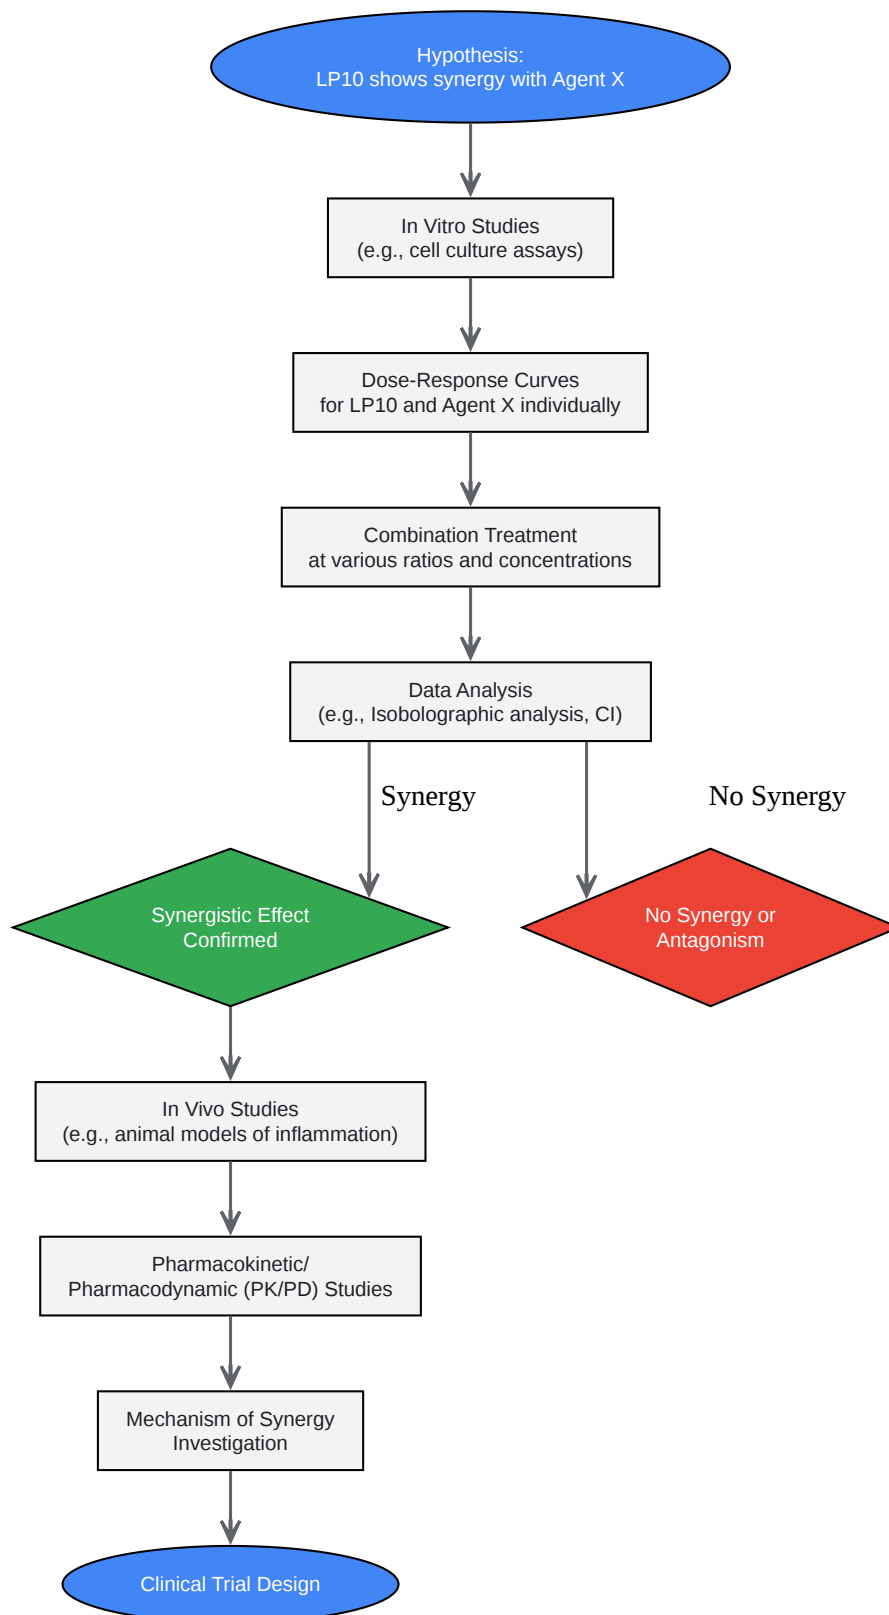 Hypothesis:
LP10 shows synergy with Agent X
In Vitro Studies
(e.g., cell culture assays)
Dose-Response Curves
for LP10 and Agent X individually
Combination Treatment
at various ratios and concentrations
Data Analysis
(e.g., Isobolographic analysis, CI)
Synergy
No Synergy
Synergistic Effect
Confirmed
No Synergy or
Antagonism
In Vivo Studies
(e.g., animal models of inflammation)
Pharmacokinetic/
Pharmacodynamic (PK/PD) Studies
Mechanism of Synergy
Investigation
Clinical Trial Design